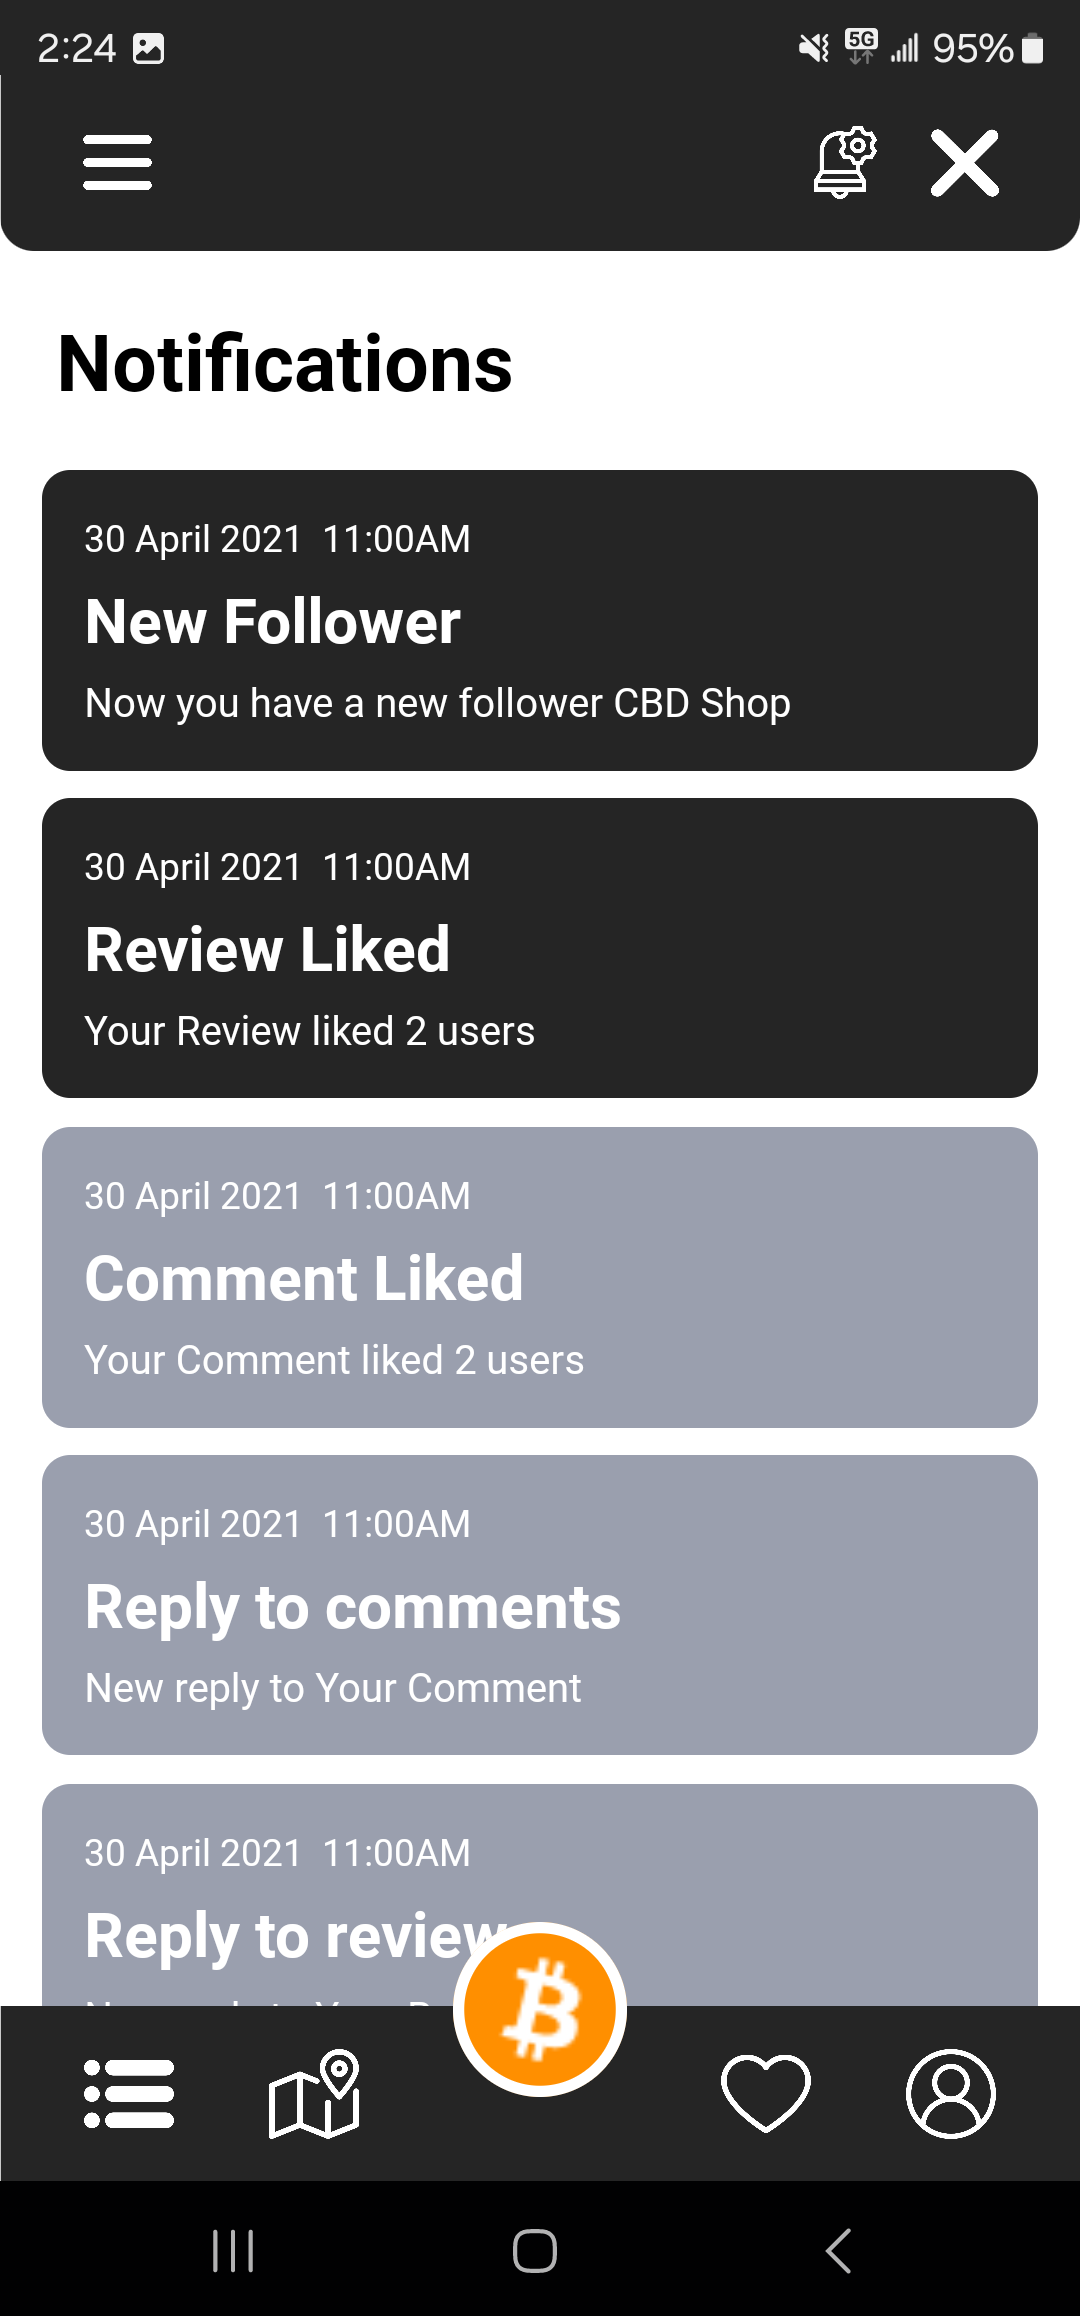 2:24
5G
95%
Notifications
30 April 2021 11:00AM
New Follower
Now you have a new follower CBD Shop
30 April 2021 11:00AM
Review Liked
Your Review liked 2 users
30 April 2021 11:00AM
Comment Liked
Your Comment liked 2 users
30 April 2021 11:00AM
Reply to comments
New reply to Your Comment
30 April 2021 11:00AM
Reply to review